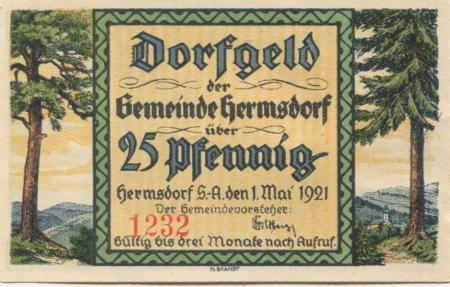 Dorfgeld
der
Gemeinde Hermsdorf
über
25 Pfennig
Hermsdorf S.-A. den 1. Mai 1921
Der Gemeindevorsteher:
1232
Gültig bis drei Monate nach Aufruf.
M. BRANDT